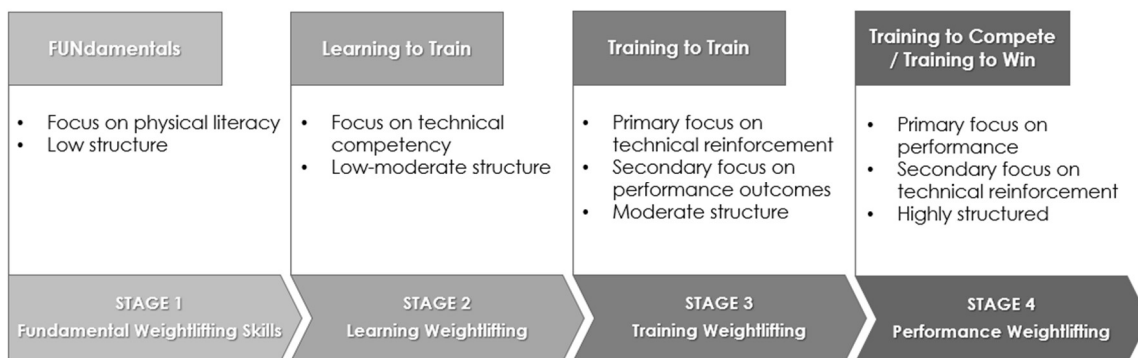 FUNdamentals
• Focus on physical literacy
• Low structure
STAGE 1
Fundamental Weightlifting Skills
Learning to Train
• Focus on technical
competency
• Low-moderate structure
STAGE 2
Learning Weightlifting
Training to Train
• Primary focus on
technical reinforcement
• Secondary focus on
performance outcomes
• Moderate structure
STAGE 3
Training Weightlifting
Training to Compete
/ Training to Win
• Primary focus on
performance
• Secondary focus on
technical reinforcement
• Highly structured
STAGE 4
Performance Weightlifting